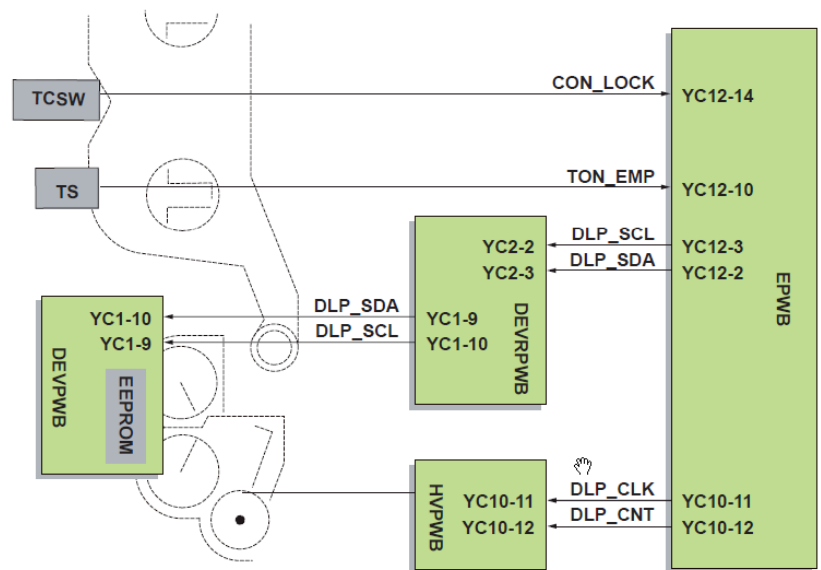 TCSW
CON_LOCK
YC12-14
TS
TON_EMP
YC12-10
YC2-2
DLP_SCL
YC12-3
YC2-3
DLP_SDA
YC12-2
EPWB
DEVRPWB
YC1-10
DLP_SDA
YC1-9
YC1-9
DLP_SCL
YC1-10
DEVPWB
EEPROM
HVPWB
YC10-11
DLP_CLK
YC10-11
YC10-12
DLP_CNT
YC10-12